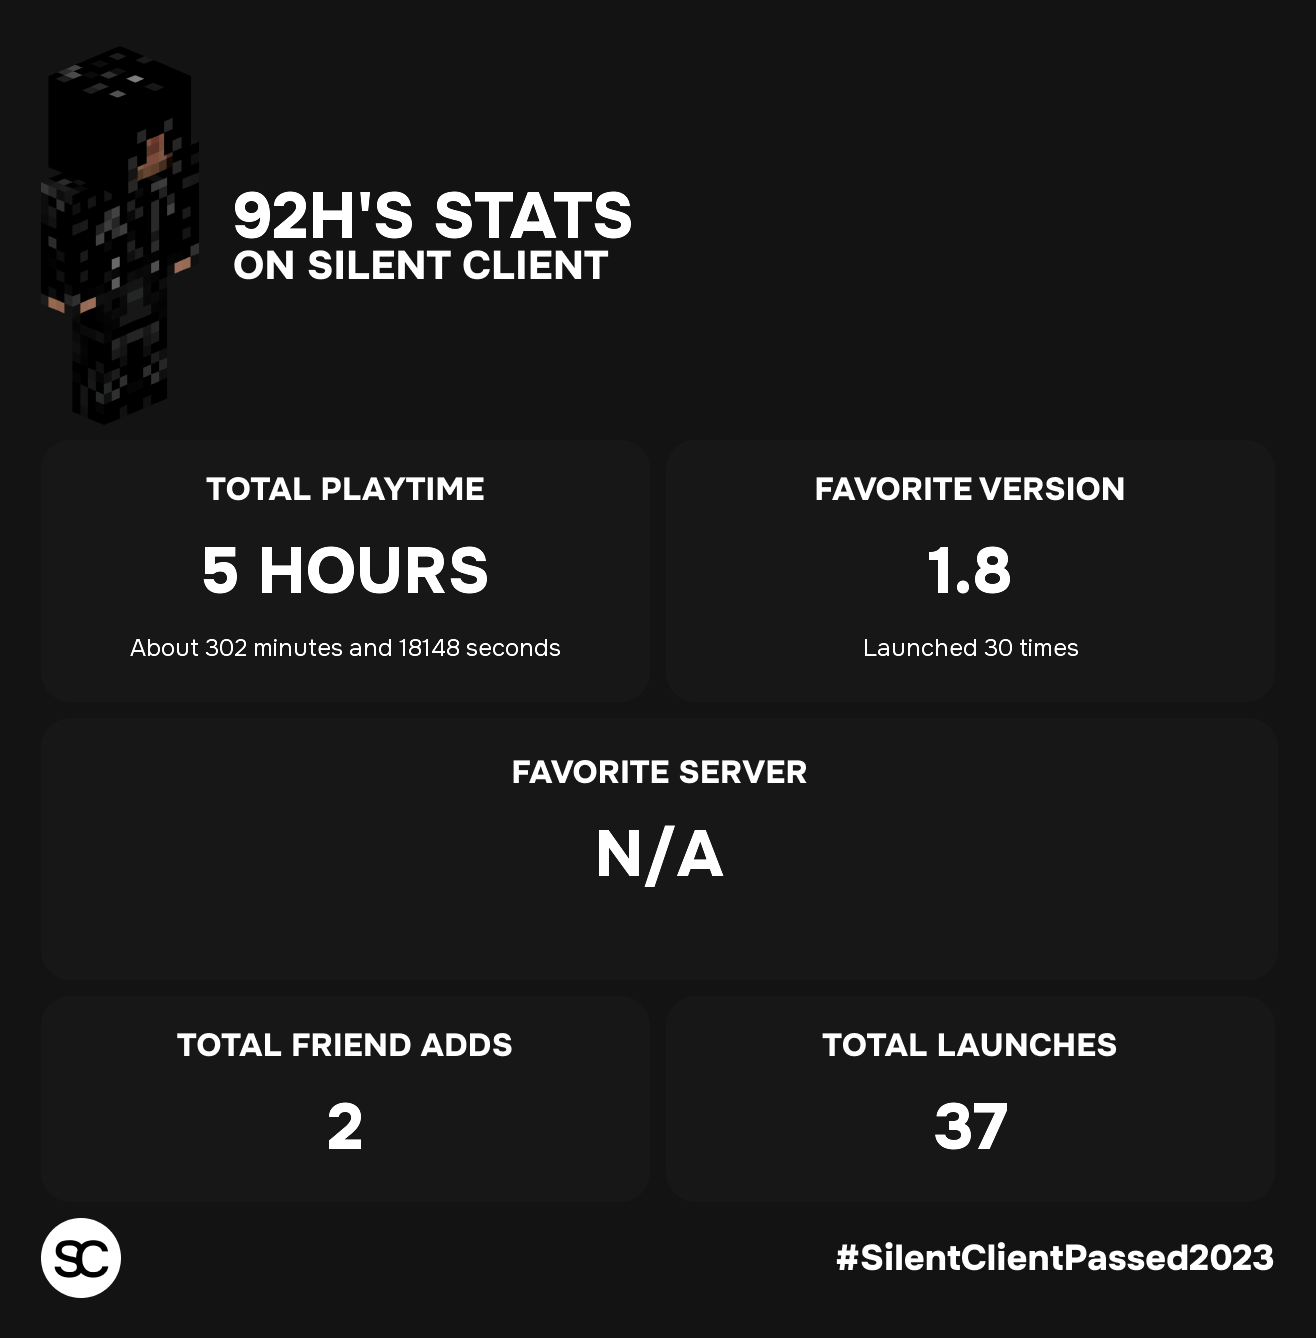 92H'S STATS
ON SILENT CLIENT
TOTAL PLAYTIME
5 HOURS
About 302 minutes and 18148 seconds
FAVORITE VERSION
1.8
Launched 30 times
FAVORITE SERVER
N/A
TOTAL FRIEND ADDS
2
TOTAL LAUNCHES
37
SC
#SilentClientPassed2023